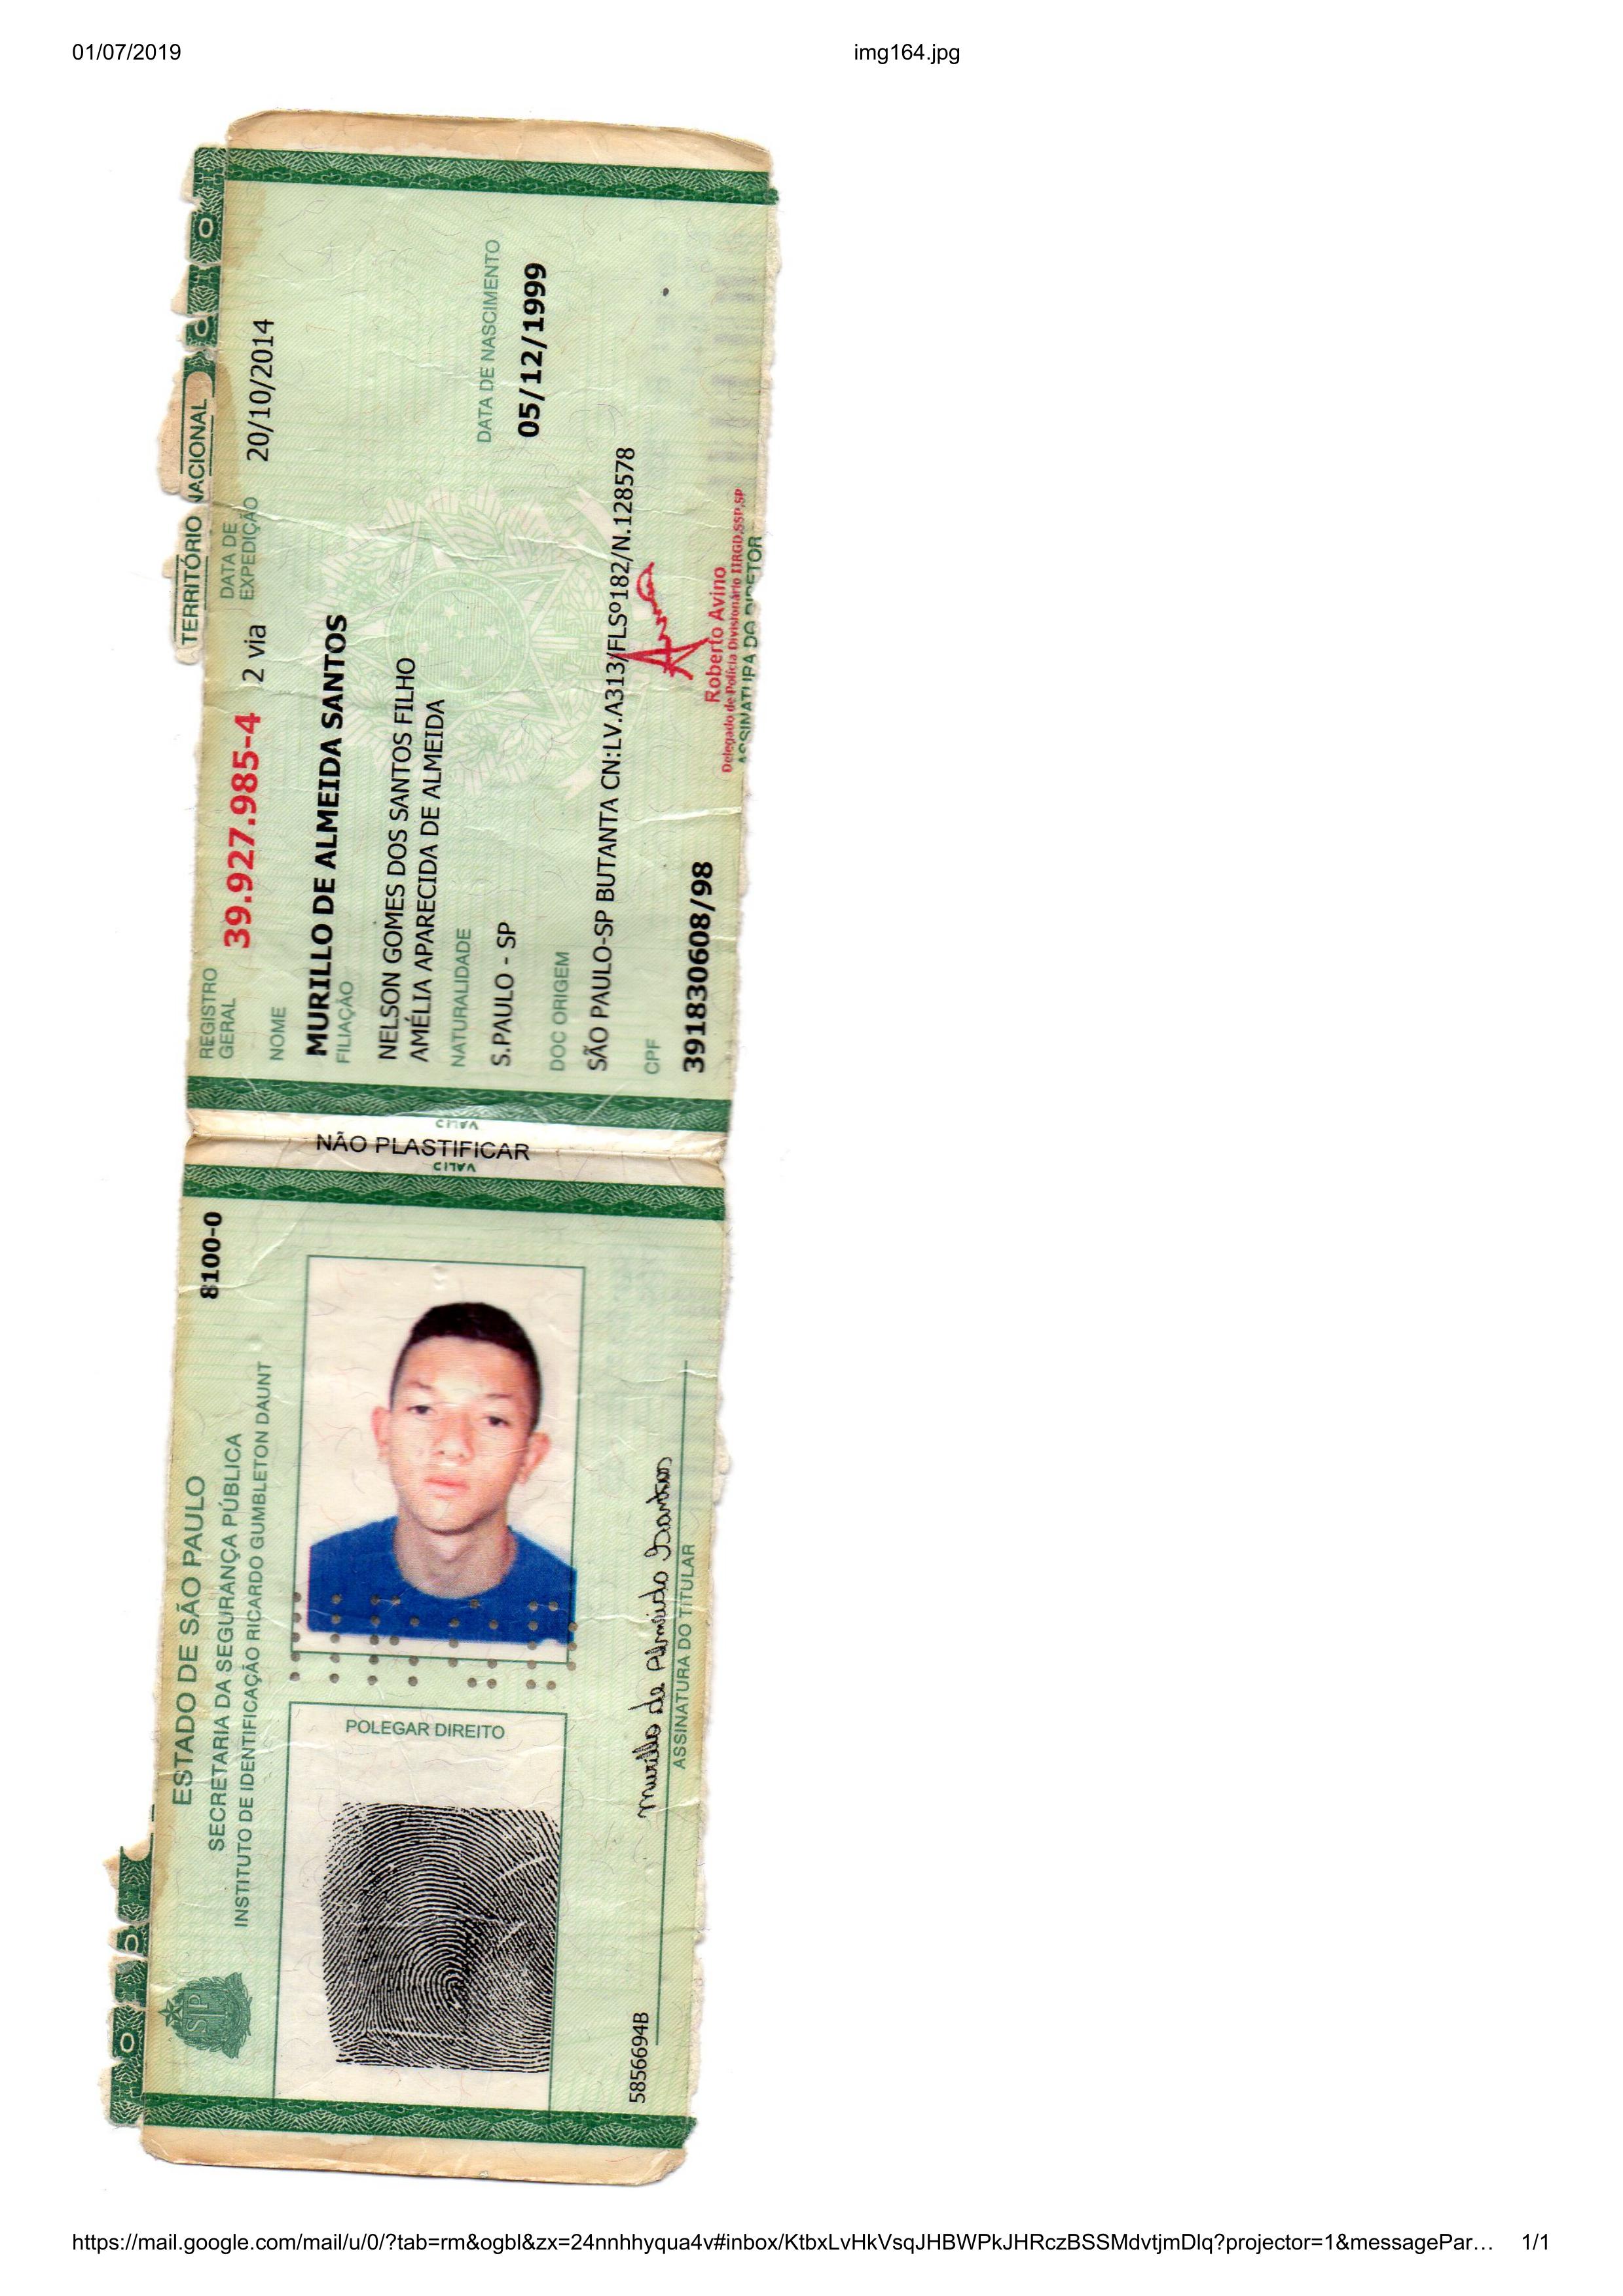 01/07/2019
img164.jpg
TERRITÓRIO NACIONAL
REGISTRO GERAL 39.927.985-4 2 via DATA DE EXPEDIÇÃO 20/10/2014
NOME
MURILLO DE ALMEIDA SANTOS
FILIAÇÃO
NELSON GOMES DOS SANTOS FILHO
AMÉLIA APARECIDA DE ALMEIDA
NATURALIDADE
DATA DE NASCIMENTO
S.PAULO - SP
05/12/1999
DOC ORIGEM
SÃO PAULO-SP BUTANTA CN:LV.A313/FLSº182/N.128578
CPF
391830608/98
Roberto Avino
Delegado de Polícia Divisionário IIRGD.SSP.SP
ASSINATURA DO DIRETOR
NÃO PLASTIFICAR
8100-0
ESTADO DE SÃO PAULO
SECRETARIA DA SEGURANÇA PÚBLICA
INSTITUTO DE IDENTIFICAÇÃO RICARDO GUMBLETON DAUNT
POLEGAR DIREITO
Murillo de Almeida Santos
5856694B
ASSINATURA DO TITULAR
https://mail.google.com/mail/u/0/?tab=rm&ogbl&zx=24nnhhyqua4v#inbox/KtbxLvHkVsqJHBWPkJHRczBSSMdvtjmDlq?projector=1&messagePar…
1/1